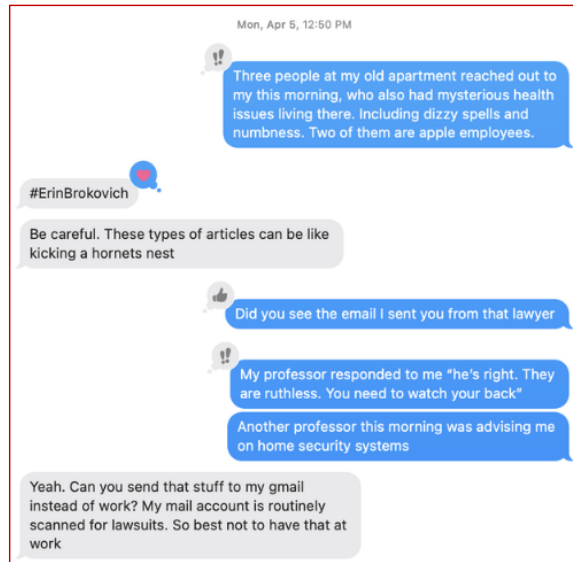 Mon, Apr 5, 12:50 PM
Three people at my old apartment reached out to
my this morning, who also had mysterious health
issues living there. Including dizzy spells and
numbness. Two of them are apple employees.
#ErinBrokovich
Be careful. These types of articles can be like
kicking a hornets nest
Did you see the email I sent you from that lawyer
My professor responded to me “he’s right. They
are ruthless. You need to watch your back”
Another professor this morning was advising me
on home security systems
Yeah. Can you send that stuff to my gmail
instead of work? My mail account is routinely
scanned for lawsuits. So best not to have that at
work